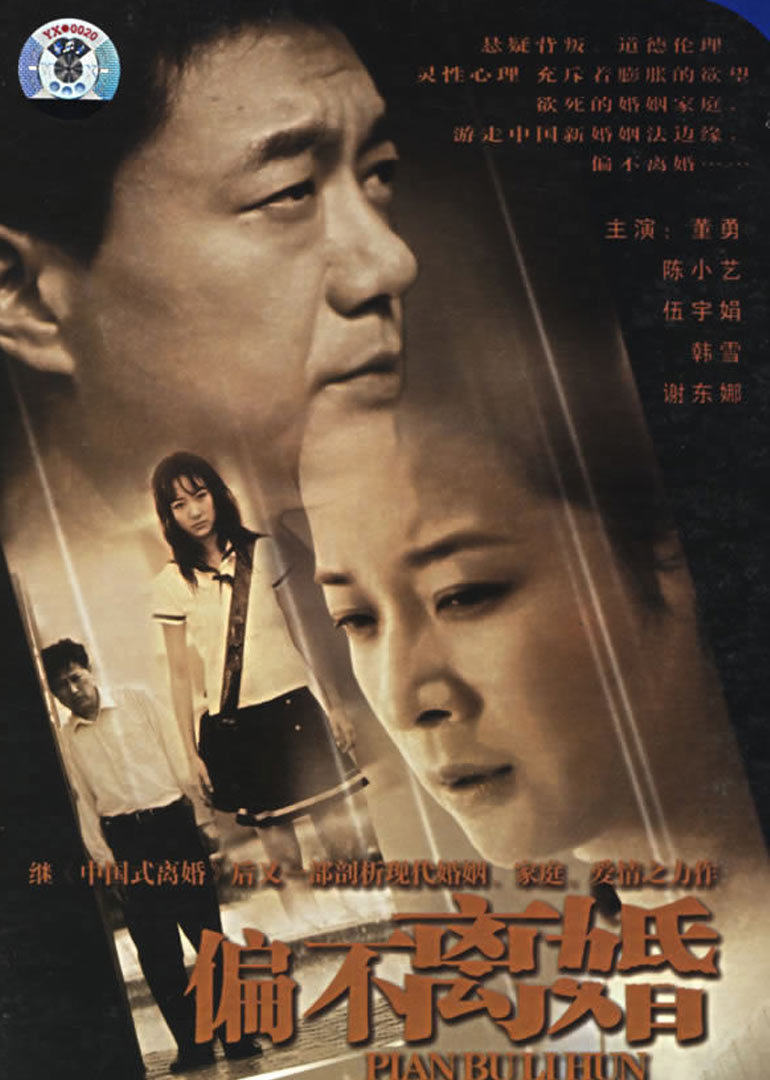 YX●0020
悬疑背叛 道德伦理
灵性心理 充斥着膨胀的欲望
欲死的婚姻家庭,
游走中国新婚姻法边缘,
偏不离婚……
主演：董勇
陈小艺
伍宇娟
韩雪
谢东娜
继《中国式离婚》后又一部剖析现代婚姻、家庭、爱情之力作
偏不离婚
PIAN BU LI HUN